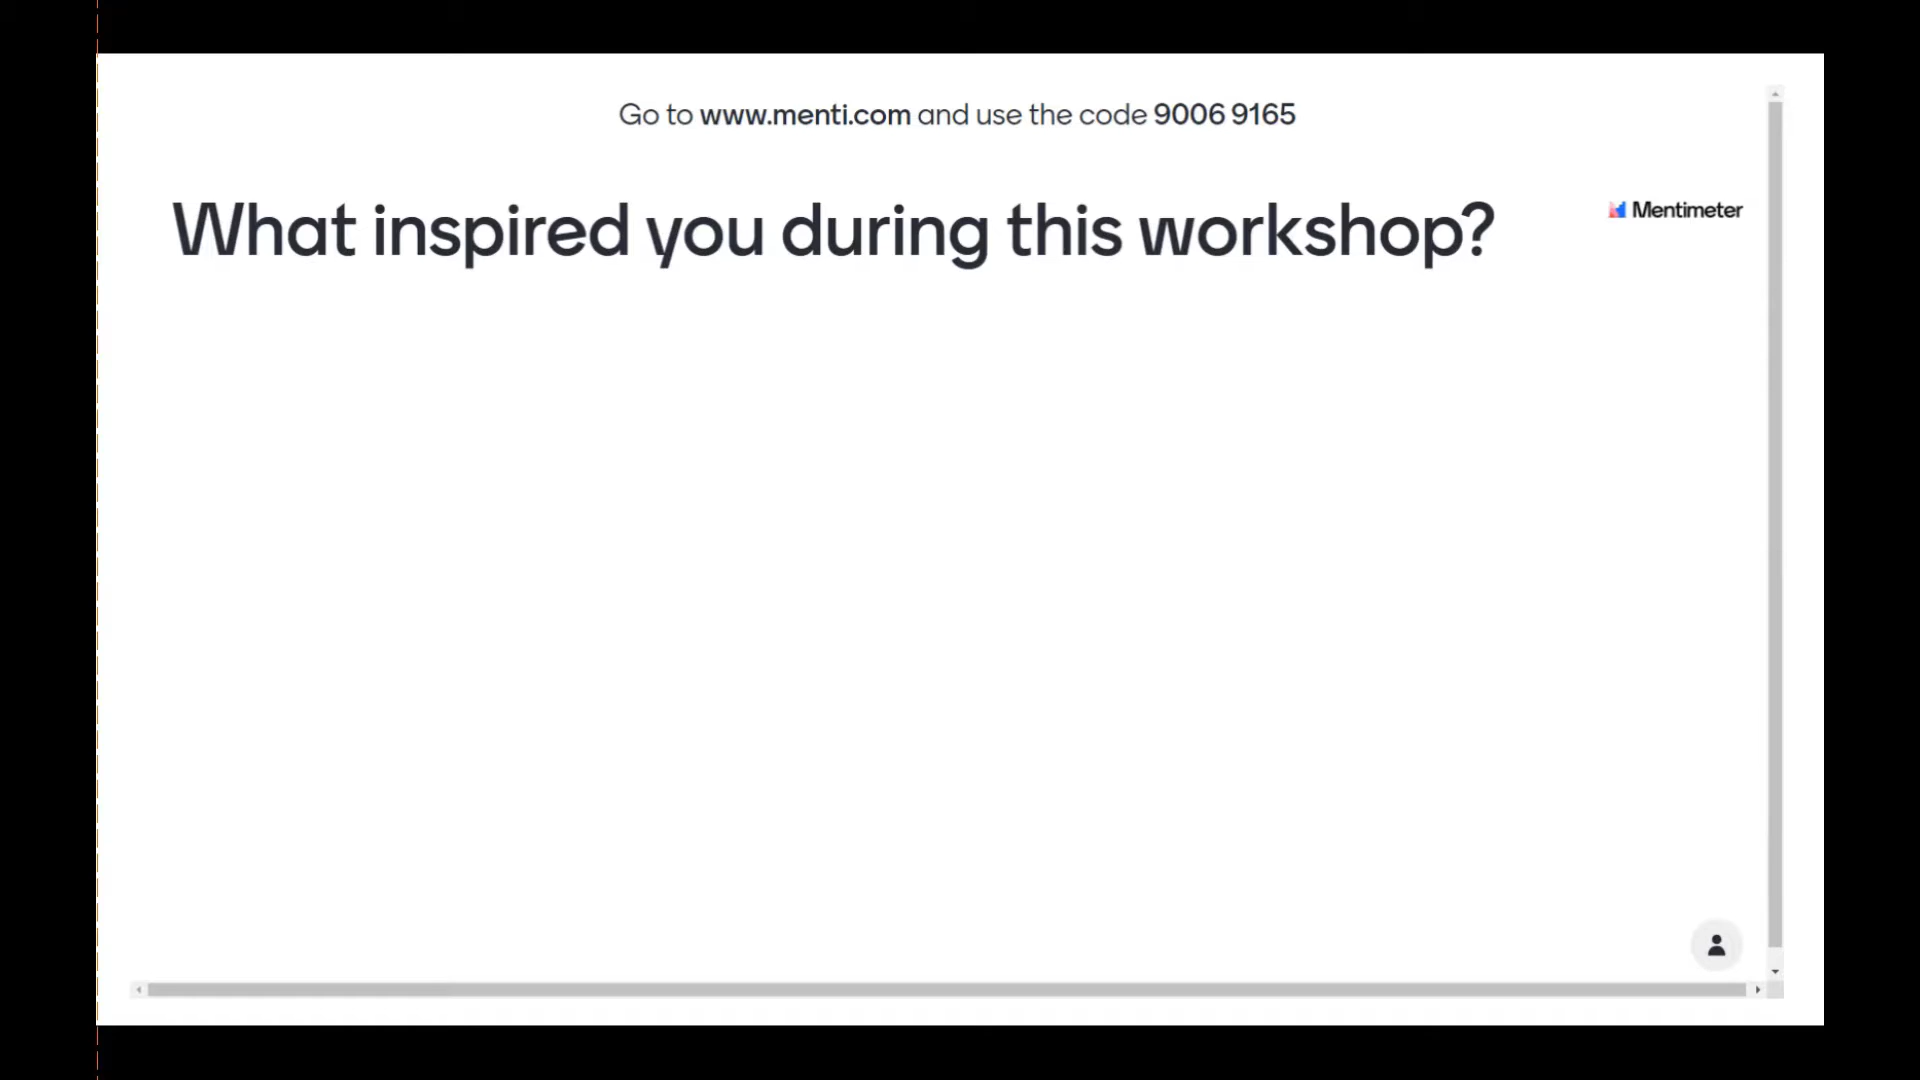 Go to www.menti.com and use the code 9006 9165
What inspired you during this workshop?
Mentimeter